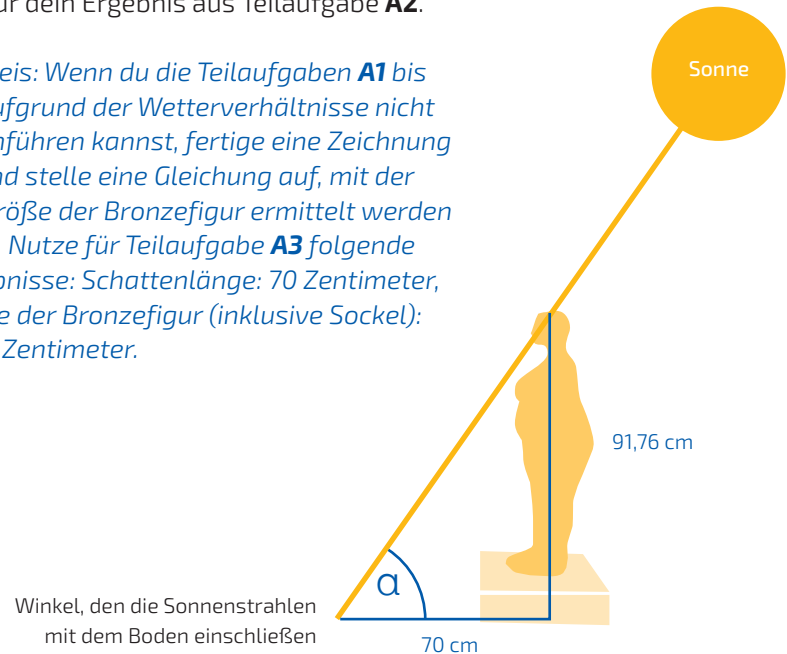 ür dein Ergebnis aus Teilaufgabe A2.
eis: Wenn du die Teilaufgaben A1 bis
ufgrund der Wetterverhältnisse nicht
nführen kannst, fertige eine Zeichnung
nd stelle eine Gleichung auf, mit der
röße der Bronzefigur ermittelt werden
Nutze für Teilaufgabe A3 folgende
bnisse: Schattenlänge: 70 Zentimeter,
e der Bronzefigur (inklusive Sockel):
Zentimeter.
Sonne
91,76 cm
α
Winkel, den die Sonnenstrahlen
mit dem Boden einschließen
70 cm